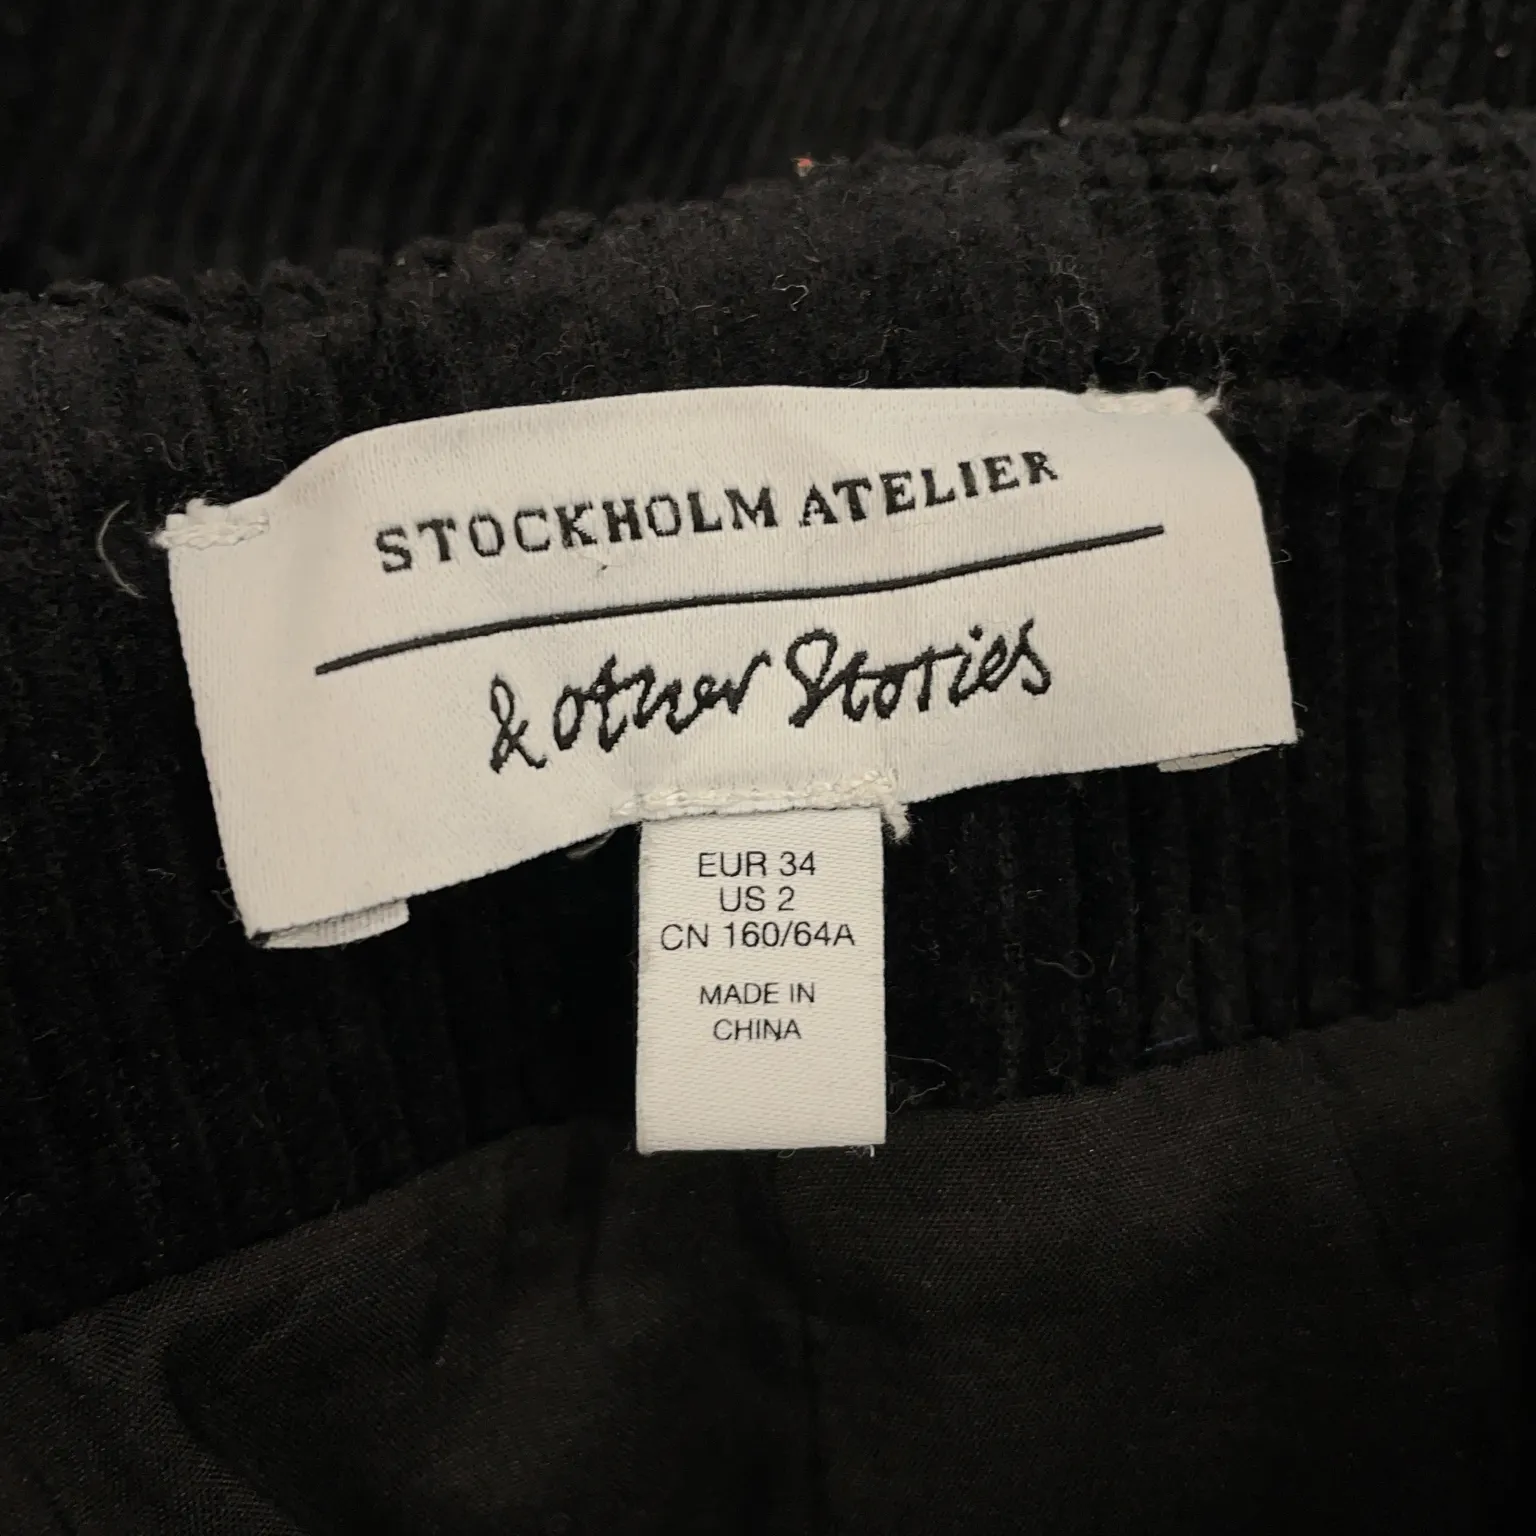 STOCKHOLM ATELIER
& other Stories
EUR 34
US 2
CN 160/64A
MADE IN
CHINA